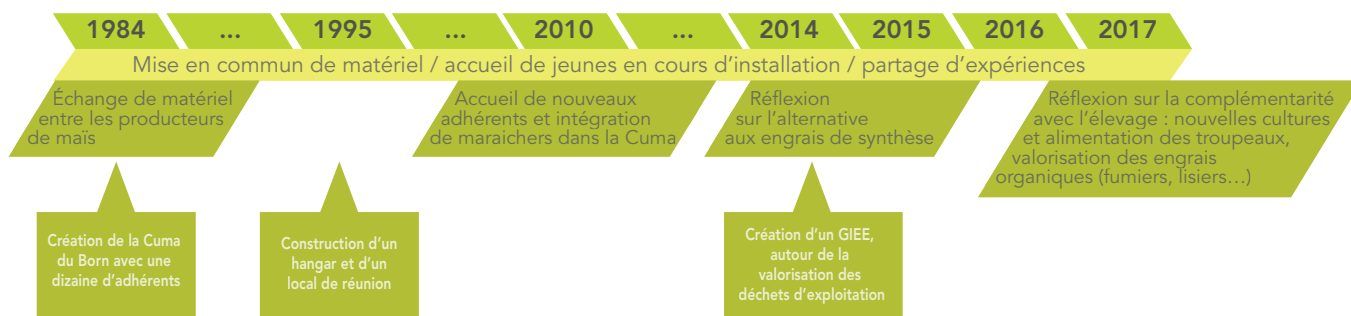 1984 ... 1995 ... 2010 ... 2014 2015 2016 2017
Mise en commun de matériel / accueil de jeunes en cours d'installation / partage d'expériences
Échange de matériel
entre les producteurs
de maïs
Accueil de nouveaux
adhérents et intégration
de maraichers dans la Cuma
Réflexion
sur l'alternative
aux engrais de synthèse
Réflexion sur la complémentarité
avec l'élevage : nouvelles cultures
et alimentation des troupeaux,
valorisation des engrais
organiques (fumiers, lisiers…)
Création de la Cuma
du Born avec une
dizaine d'adhérents
Construction d'un
hangar et d'un
local de réunion
Création d'un GIEE,
autour de la
valorisation des
déchets d'exploitation